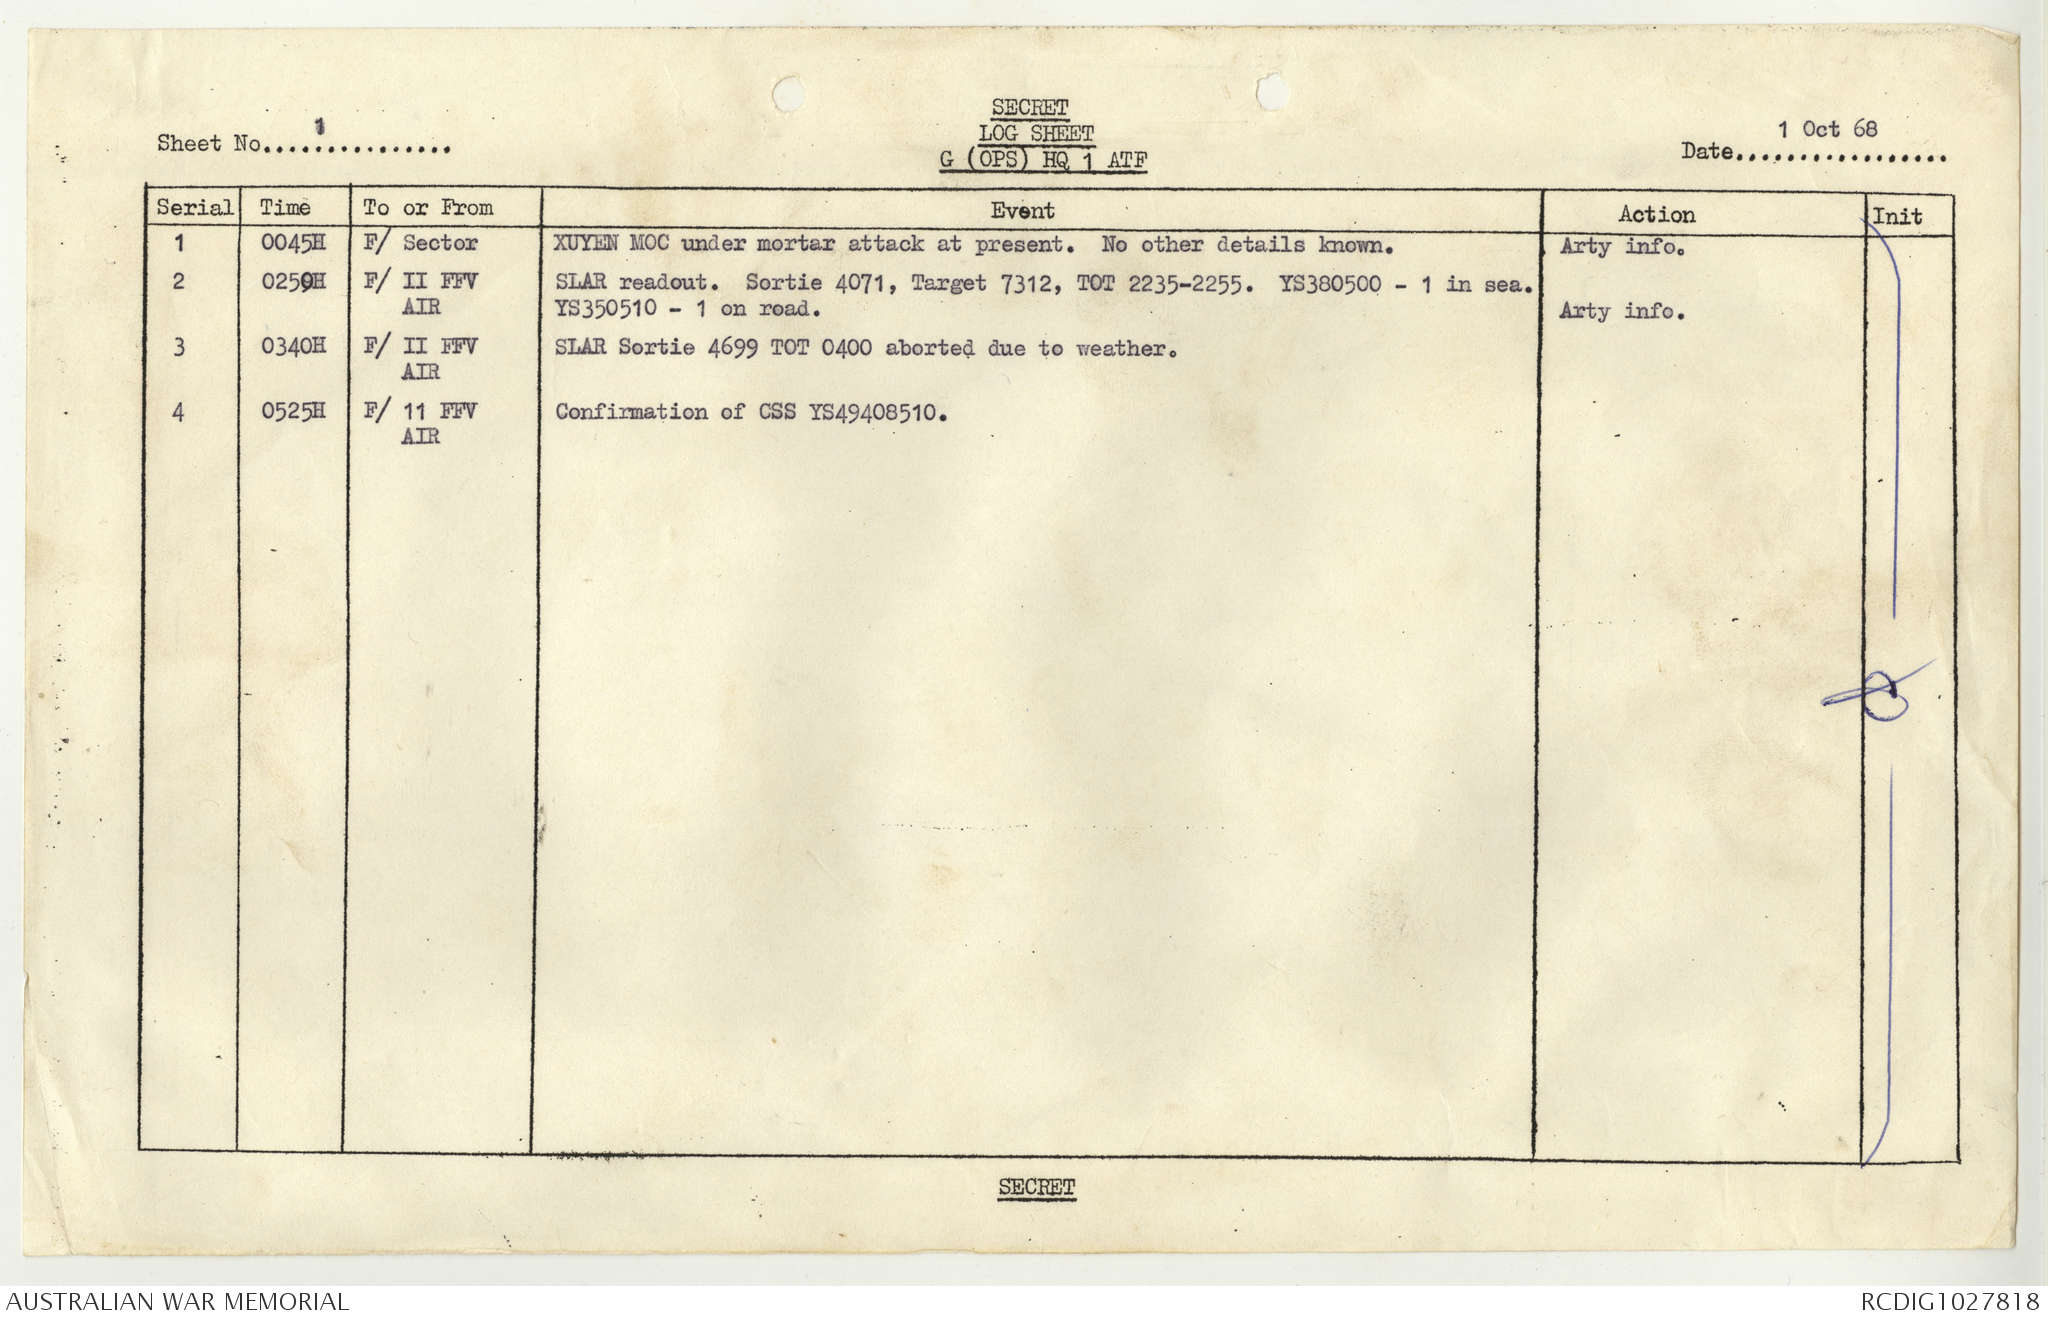 SECRET
LOG SHEET
G (OPS) HQ 1 ATF
Sheet No. 1
Date 1 Oct 68
Serial Time To or From Event Action Init
1 0045H F/ Sector XUYEN MOC under mortar attack at present. No other details known. Arty info.
2 0259H F/ II FFV SLAR readout. Sortie 4071, Target 7312, TOT 2235-2255. YS380500 - 1 in sea.
AIR YS350510 - 1 on road. Arty info.
3 0340H F/ II FFV SLAR Sortie 4699 TOT 0400 aborted due to weather.
AIR
4 0525H F/ 11 FFV Confirmation of CSS YS49408510.
AIR
SECRET
AUSTRALIAN WAR MEMORIAL RCDIG1027818